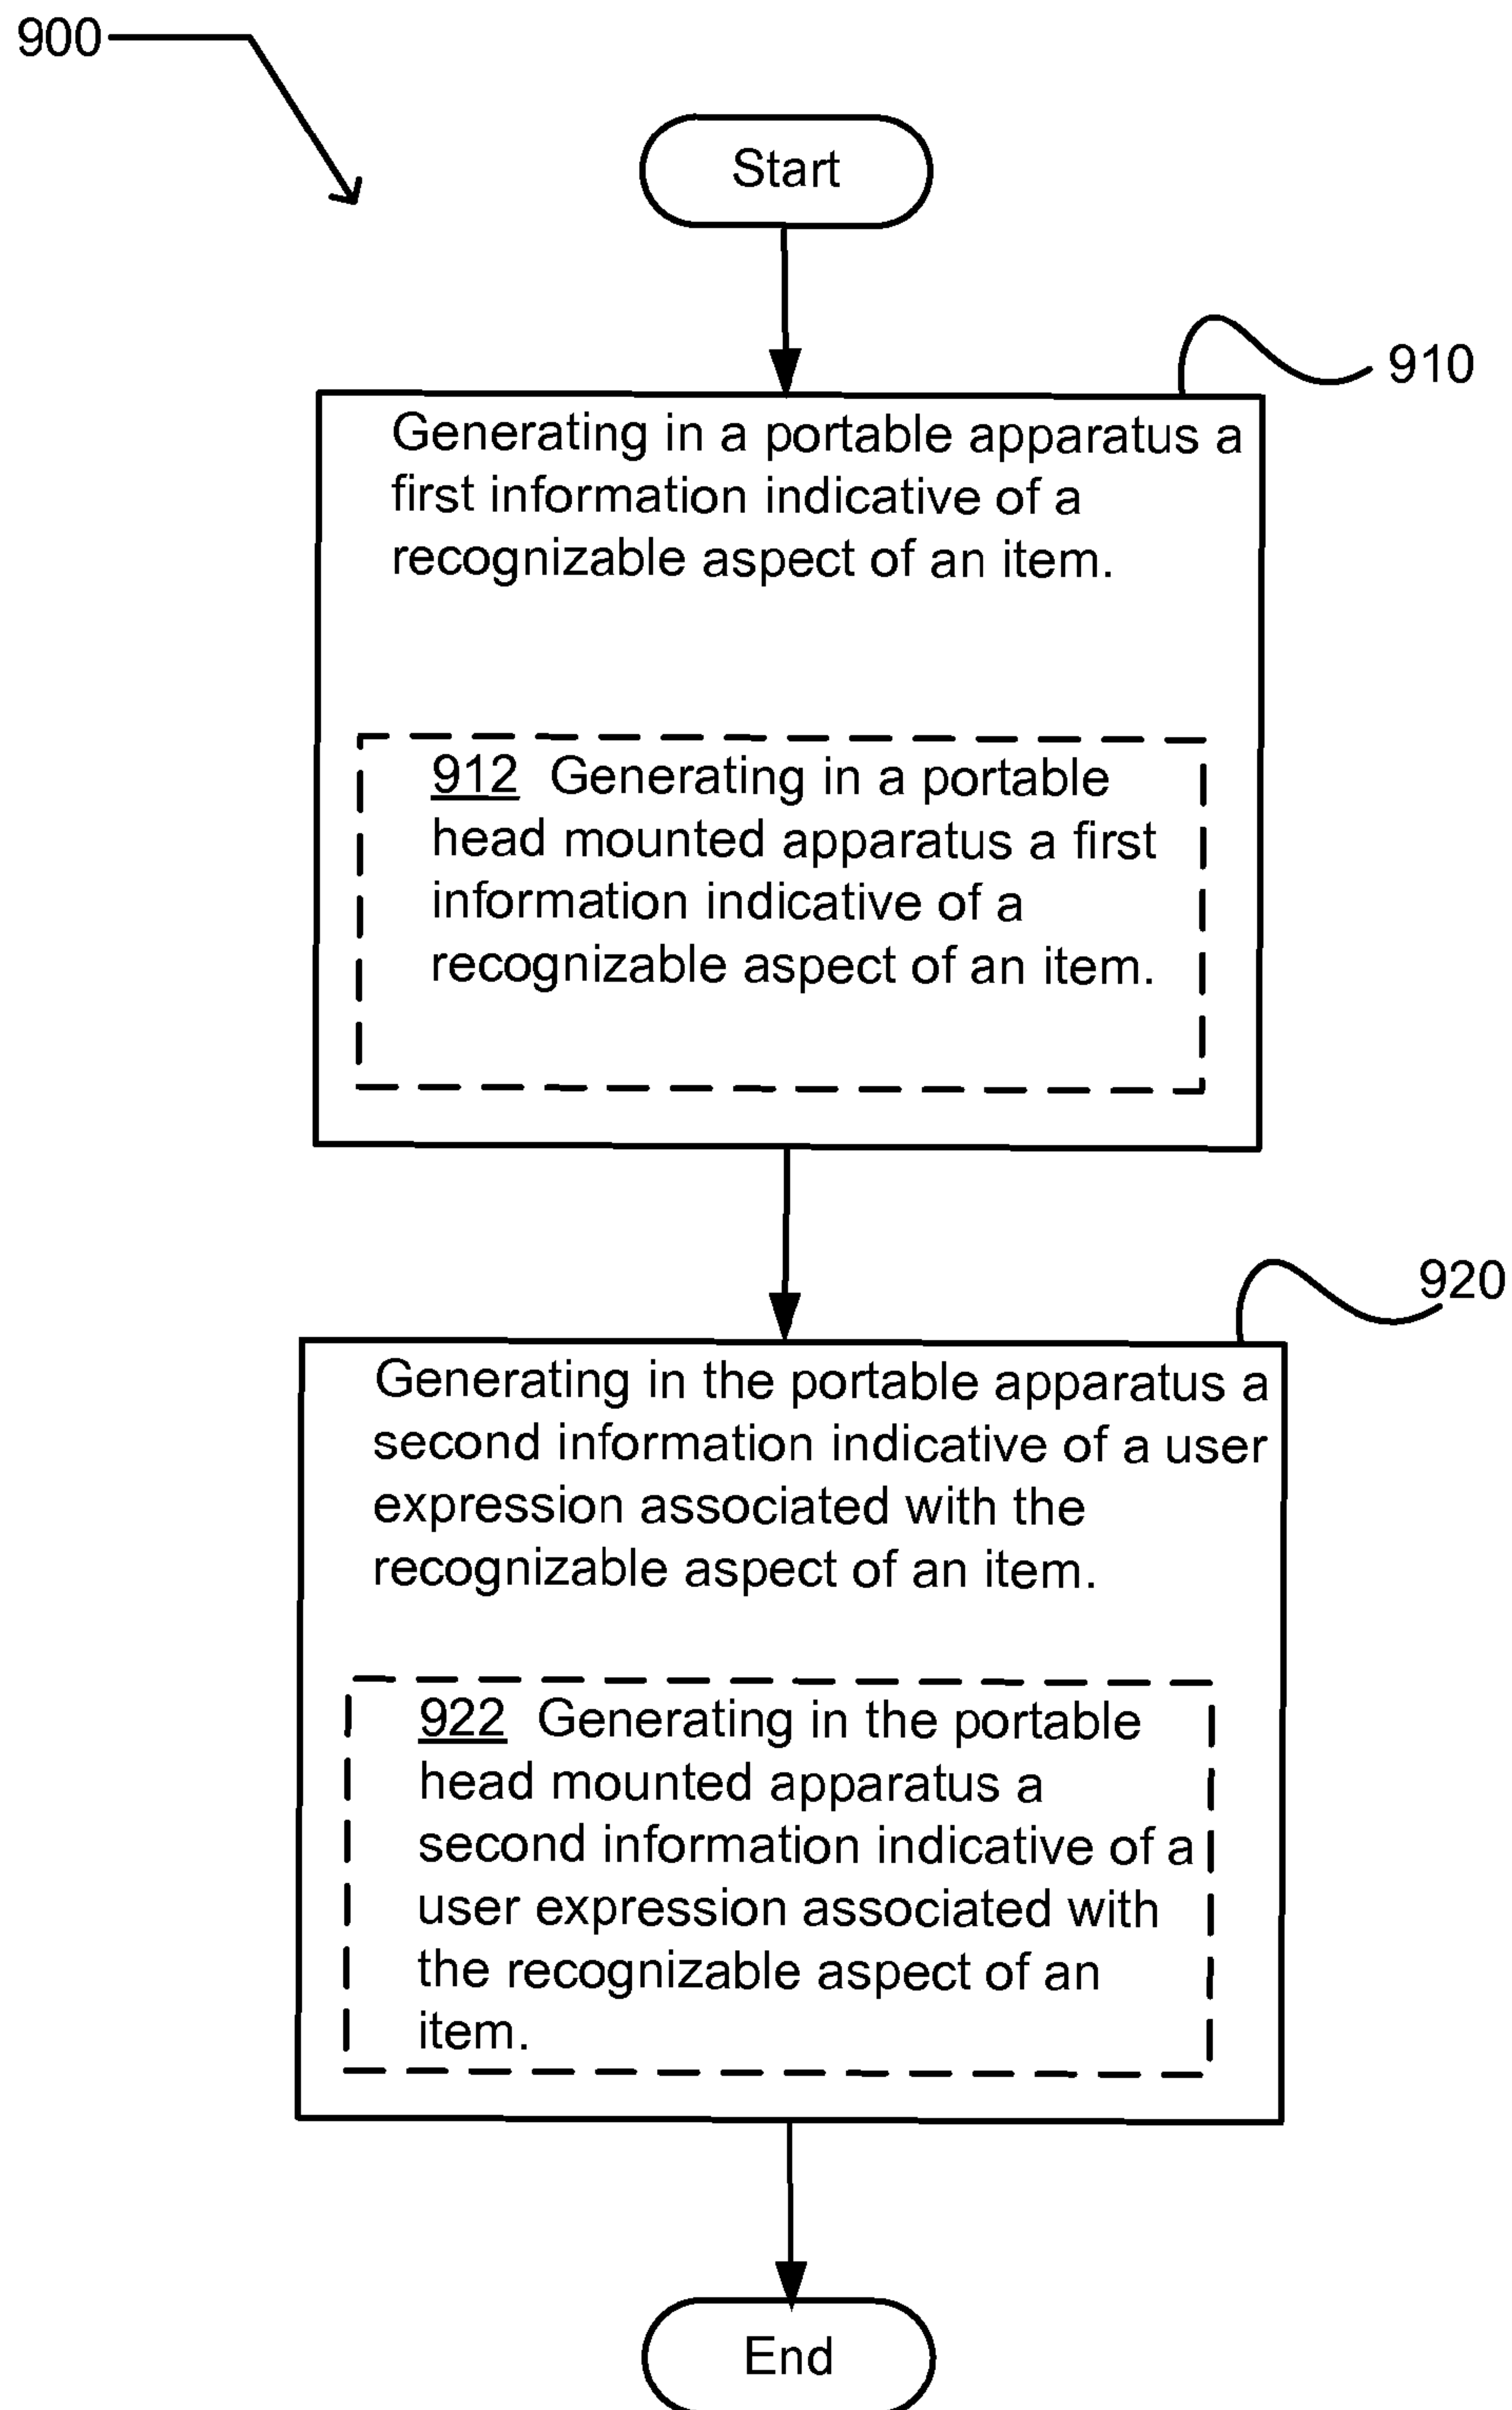 900
Start
910
Generating in a portable apparatus a
first information indicative of a
recognizable aspect of an item.
912 Generating in a portable
head mounted apparatus a first
information indicative of a
recognizable aspect of an item.
920
Generating in the portable apparatus a
second information indicative of a user
expression associated with the
recognizable aspect of an item.
922 Generating in the portable
head mounted apparatus a
second information indicative of a
user expression associated with
the recognizable aspect of an
item.
End